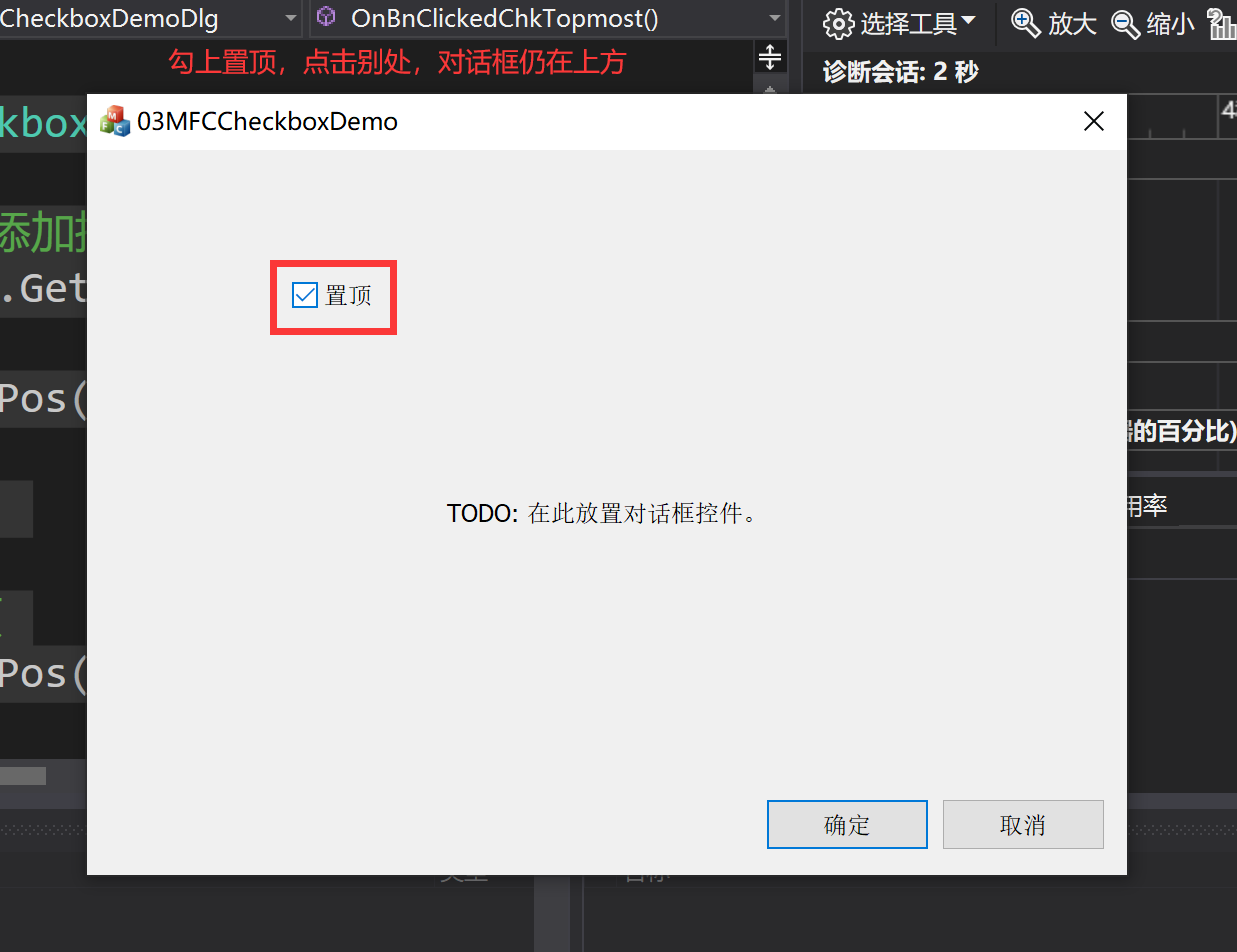 CheckboxDemoDlg
OnBnClickedChkTopmost()
选择工具
放大
缩小
勾上置顶，点击别处，对话框仍在上方
诊断会话: 2 秒
03MFCCheckboxDemo
kbox
添加
.Get
置顶
Pos(
的百分比)
用率
TODO: 在此放置对话框控件。
Pos(
确定
取消